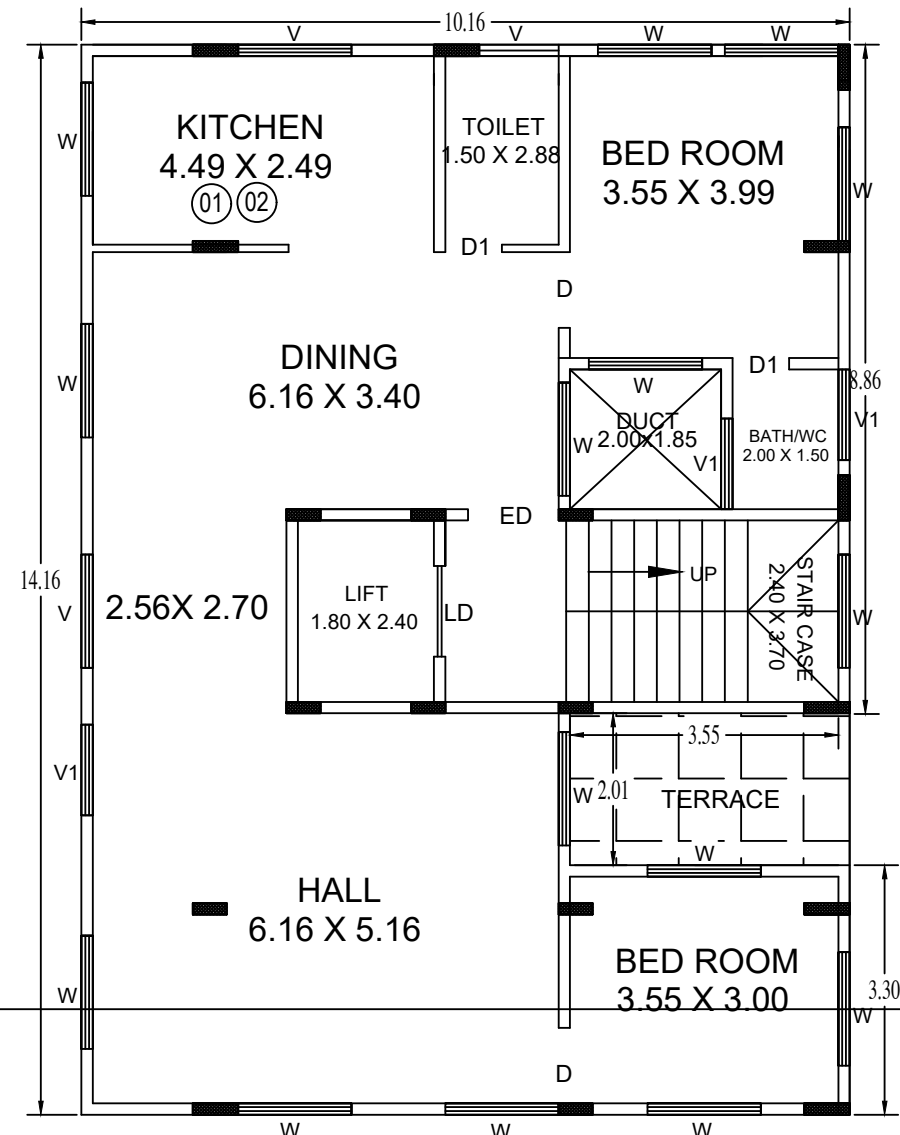 10.16
V
V
W
W
KITCHEN
4.49 X 2.49
01 02
TOILET
1.50 X 2.88
BED ROOM
3.55 X 3.99
W
W
D1
D
DINING
6.16 X 3.40
W
D1
8.86
W
DUCT
2.00x1.85
W
V1
BATH/WC
2.00 X 1.50
V1
ED
14.16
V
2.56X 2.70
LIFT
1.80 X 2.40
LD
UP
STAIR CASE
2.40 X 3.70
W
3.55
V1
W
2.01
TERRACE
W
HALL
6.16 X 5.16
BED ROOM
3.55 X 3.00
W
3.30
W
D
W
W
W